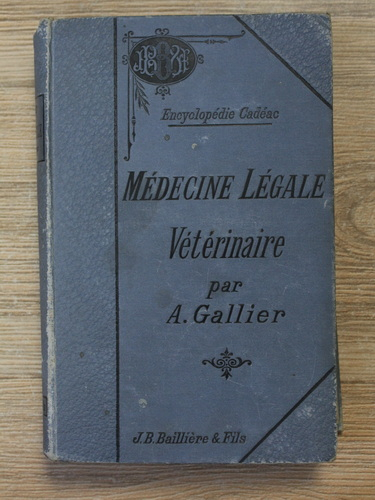 Encyclopédie Cadéac
MÉDECINE LÉGALE
Vétérinaire
par
A. Gallier
J. B. Baillière & Fils